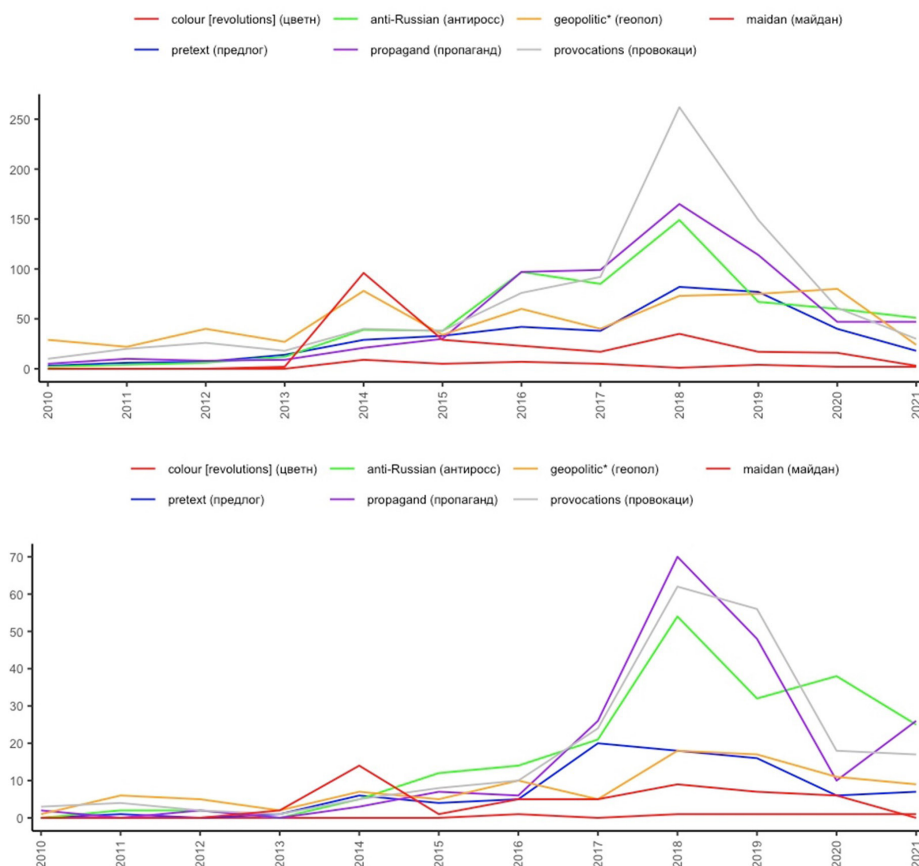 colour [revolutions] (цветн) anti-Russian (антиросс) geopolitic* (геопол) maidan (майдан)
pretext (предлог) propagand (пропаганд) provocations (провокаци)
250
200
150
100
50
0
2010 2011 2012 2013 2014 2015 2016 2017 2018 2019 2020 2021
colour [revolutions] (цветн) anti-Russian (антиросс) geopolitic* (геопол) maidan (майдан)
pretext (предлог) propagand (пропаганд) provocations (провокаци)
70
60
50
40
30
20
10
0
2010 2011 2012 2013 2014 2015 2016 2017 2018 2019 2020 2021